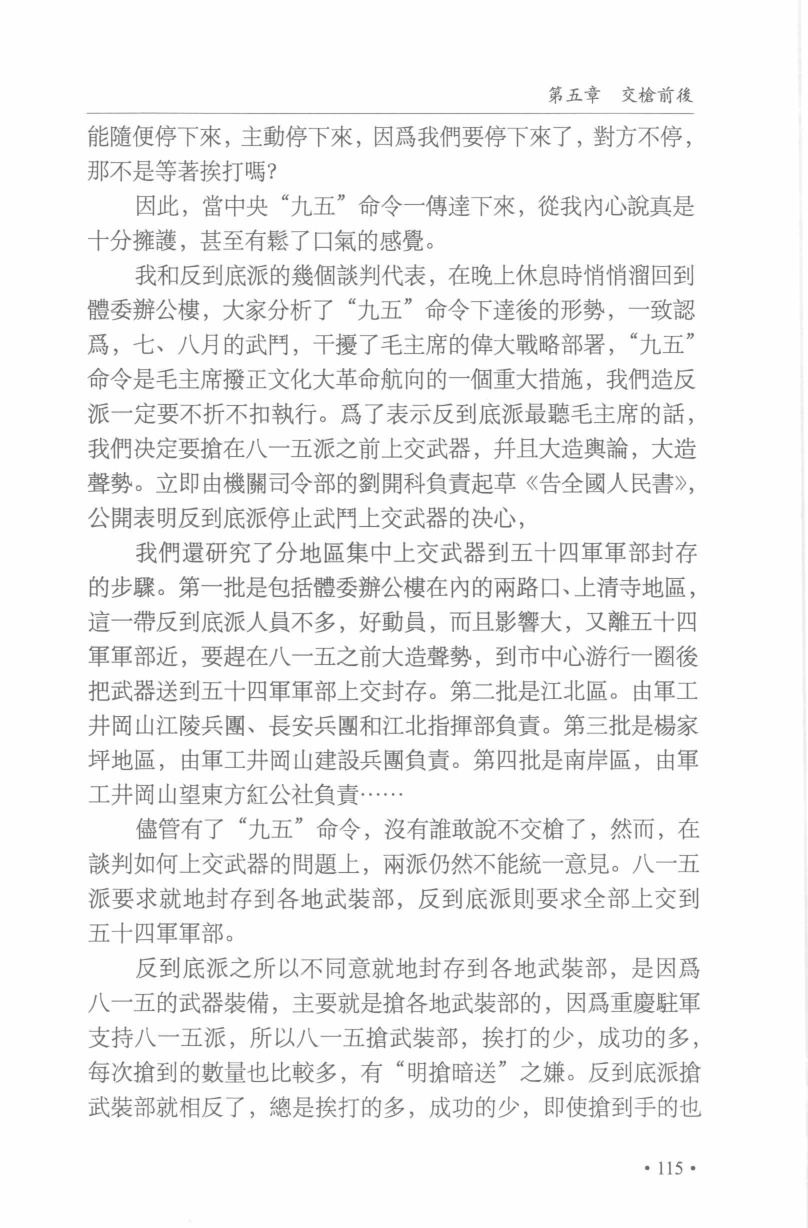 第五章　交槍前後
能隨便停下來，主動停下來，因爲我們要停下來了，對方不停，
那不是等著挨打嗎？
因此，當中央“九五”命令一傳達下來，從我內心說真是
十分擁護，甚至有鬆了口氣的感覺。
我和反到底派的幾個談判代表，在晚上休息時悄悄溜回到
體委辦公樓，大家分析了“九五”命令下達後的形勢，一致認
爲，七、八月的武鬥，干擾了毛主席的偉大戰略部署，“九五”
命令是毛主席撥正文化大革命航向的一個重大措施，我們造反
派一定要不折不扣執行。爲了表示反到底派最聽毛主席的話，
我們决定要搶在八一五派之前上交武器，幷且大造輿論，大造
聲勢。立即由機關司令部的劉開科負責起草《告全國人民書》，
公開表明反到底派停止武鬥上交武器的决心，
我們還研究了分地區集中上交武器到五十四軍軍部封存
的步驟。第一批是包括體委辦公樓在內的兩路口、上清寺地區，
這一帶反到底派人員不多，好動員，而且影響大，又離五十四
軍軍部近，要趕在八一五之前大造聲勢，到市中心游行一圈後
把武器送到五十四軍軍部上交封存。第二批是江北區。由軍工
井岡山江陵兵團、長安兵團和江北指揮部負責。第三批是楊家
坪地區，由軍工井岡山建設兵團負責。第四批是南岸區，由軍
工井岡山望東方紅公社負責……
儘管有了“九五”命令，沒有誰敢說不交槍了，然而，在
談判如何上交武器的問題上，兩派仍然不能統一意見。八一五
派要求就地封存到各地武裝部，反到底派則要求全部上交到
五十四軍軍部。
反到底派之所以不同意就地封存到各地武裝部，是因爲
八一五的武器裝備，主要就是搶各地武裝部的，因爲重慶駐軍
支持八一五派，所以八一五搶武裝部，挨打的少，成功的多，
每次搶到的數量也比較多，有“明搶暗送”之嫌。反到底派搶
武裝部就相反了，總是挨打的多，成功的少，即使搶到手的也
• 115 •